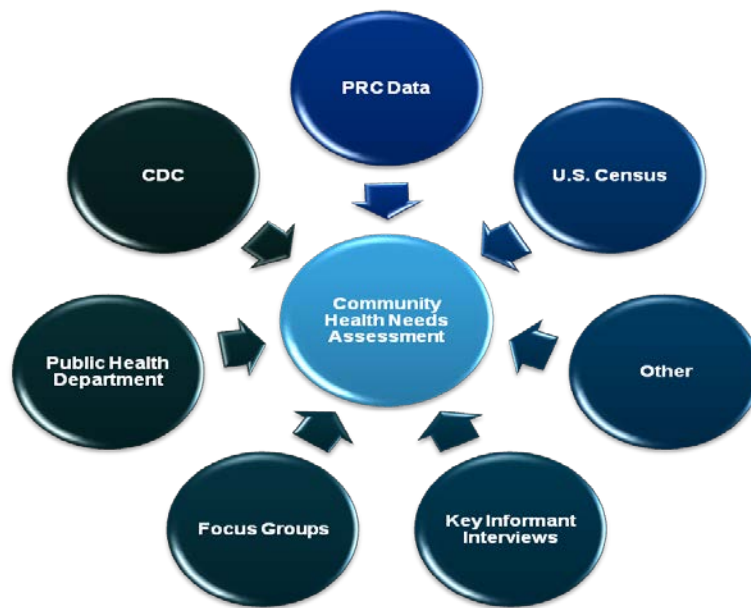 PRC Data
CDC
U.S. Census
Community
Health Needs
Assessment
Public Health
Department
Other
Focus Groups
Key Informant
Interviews